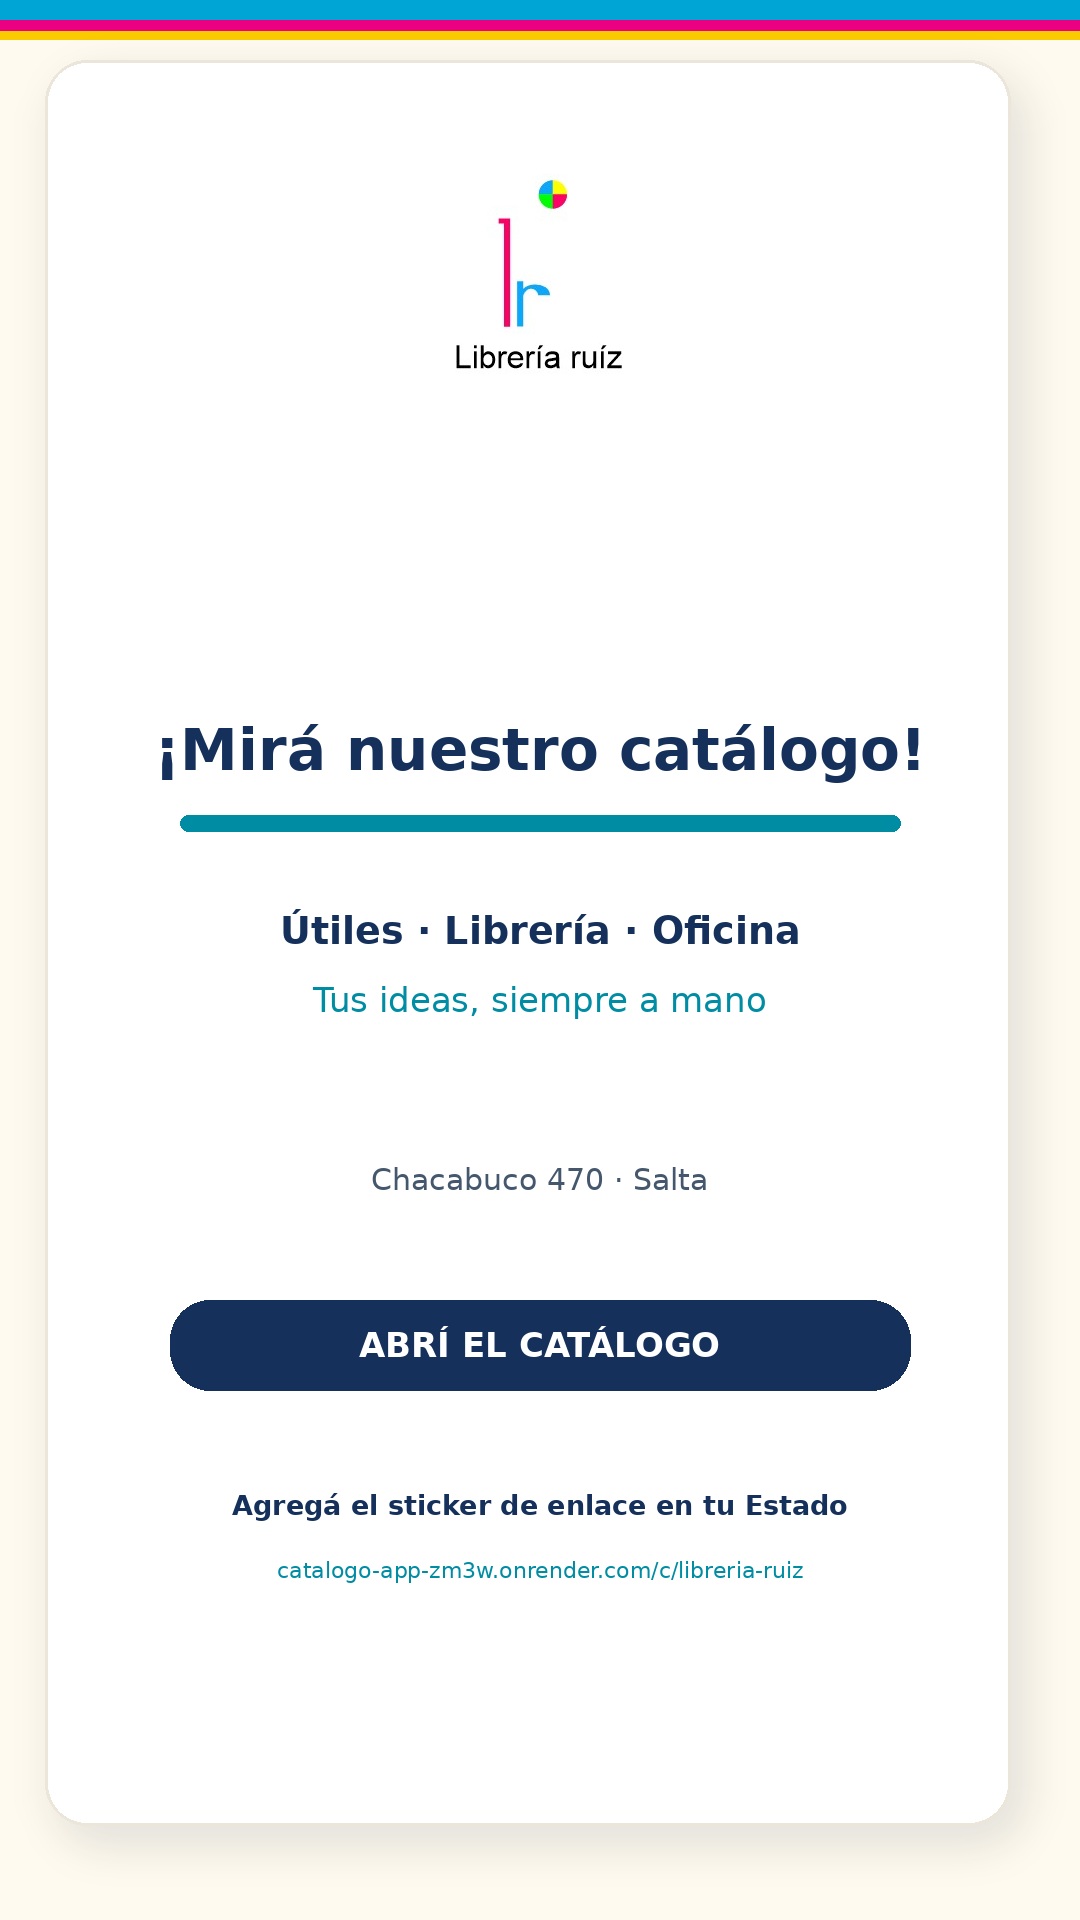 lr
Librería ruíz
¡Mirá nuestro catálogo!
Útiles · Librería · Oficina
Tus ideas, siempre a mano
Chacabuco 470 · Salta
ABRÍ EL CATÁLOGO
Agregá el sticker de enlace en tu Estado
catalogo-app-zm3w.onrender.com/c/libreria-ruiz